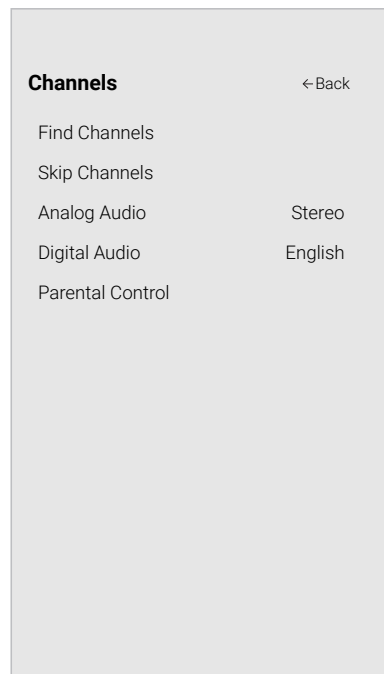 Channels ←Back
Find Channels
Skip Channels
Analog Audio Stereo
Digital Audio English
Parental Control